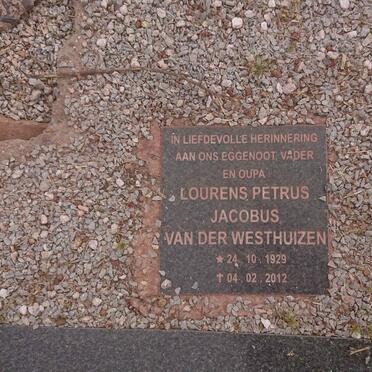 IN LIEFDEVOLLE HERINNERING
AAN ONS EGGENOOT, VADER
EN OUPA
LOURENS PETRUS
JACOBUS
VAN DER WESTHUIZEN
★ 24. 10. 1929
✝ 04. 02. 2012